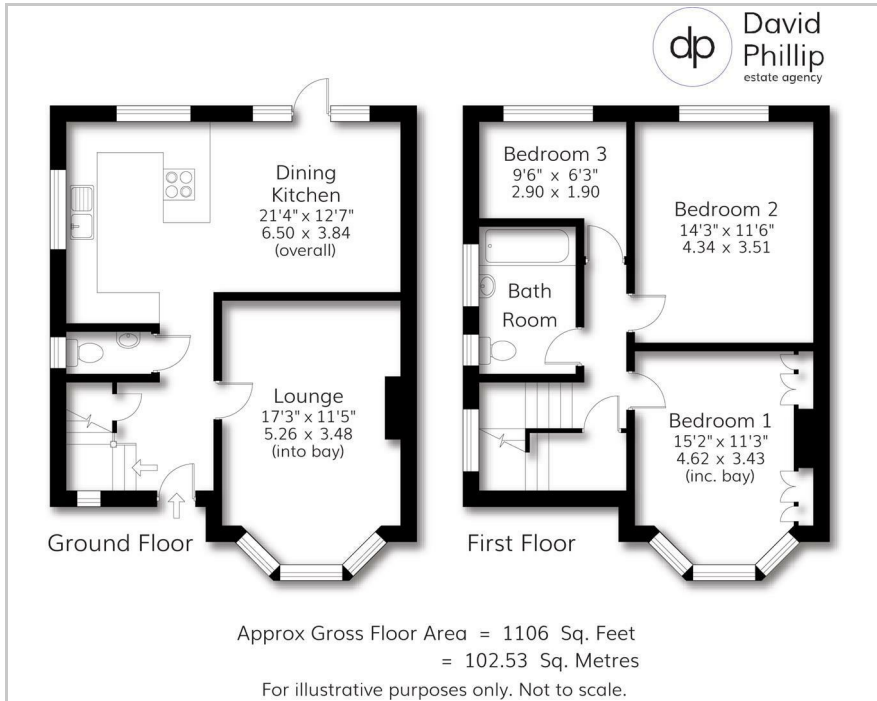 dp
David
Phillip
estate agency
Dining
Kitchen
21'4" x 12'7"
6.50 x 3.84
(overall)
Lounge
17'3" x 11'5"
5.26 x 3.48
(into bay)
Ground Floor
Bedroom 3
9'6" x 6'3"
2.90 x 1.90
Bedroom 2
14'3" x 11'6"
4.34 x 3.51
Bath
Room
Bedroom 1
15'2" x 11'3"
4.62 x 3.43
(inc. bay)
First Floor
Approx Gross Floor Area = 1106 Sq. Feet
= 102.53 Sq. Metres
For illustrative purposes only. Not to scale.